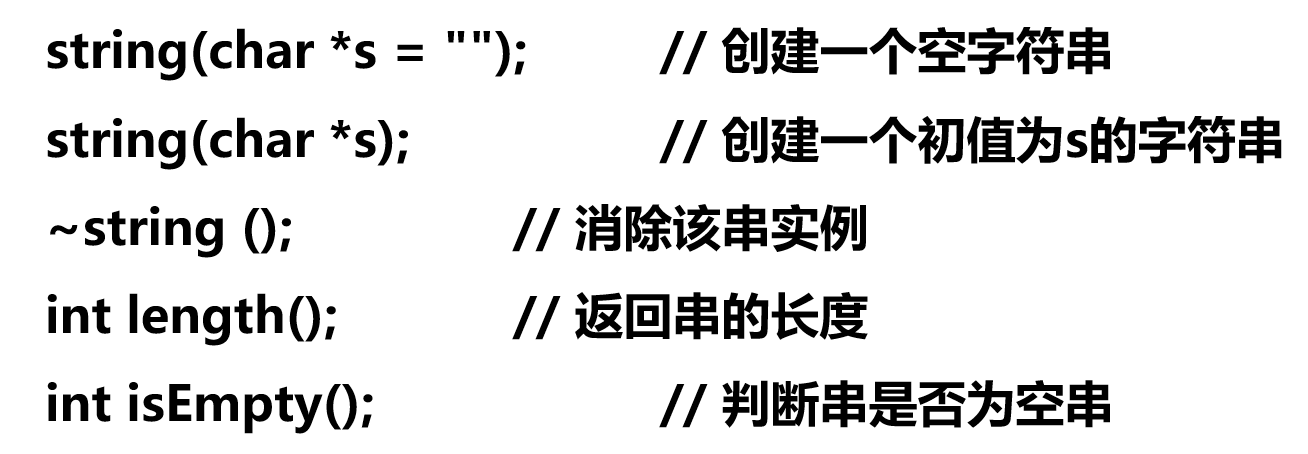 string(char *s = ""); // 创建一个空字符串
string(char *s); // 创建一个初值为s的字符串
~string (); // 消除该串实例
int length(); // 返回串的长度
int isEmpty(); // 判断串是否为空串